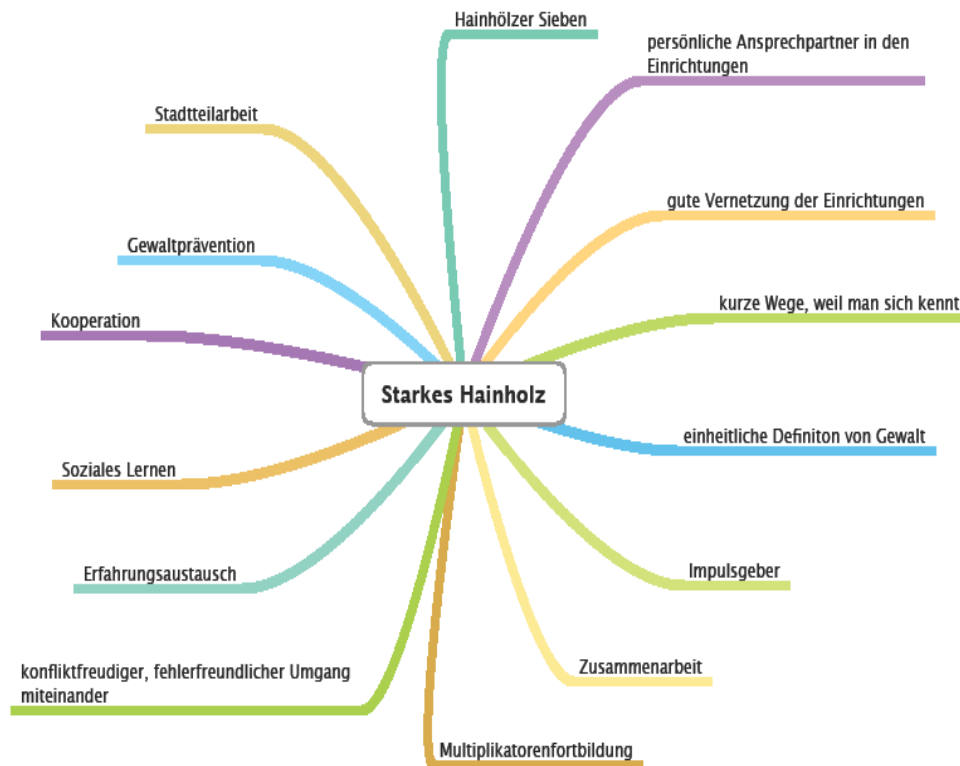 Hainhölzer Sieben
persönliche Ansprechpartner in den
Einrichtungen
Stadtteilarbeit
gute Vernetzung der Einrichtungen
Gewaltprävention
kurze Wege, weil man sich kennt
Kooperation
Starkes Hainholz
einheitliche Definiton von Gewalt
Soziales Lernen
Impulsgeber
Erfahrungsaustausch
Zusammenarbeit
konfliktfreudiger, fehlerfreundlicher Umgang
miteinander
Multiplikatorenfortbildung